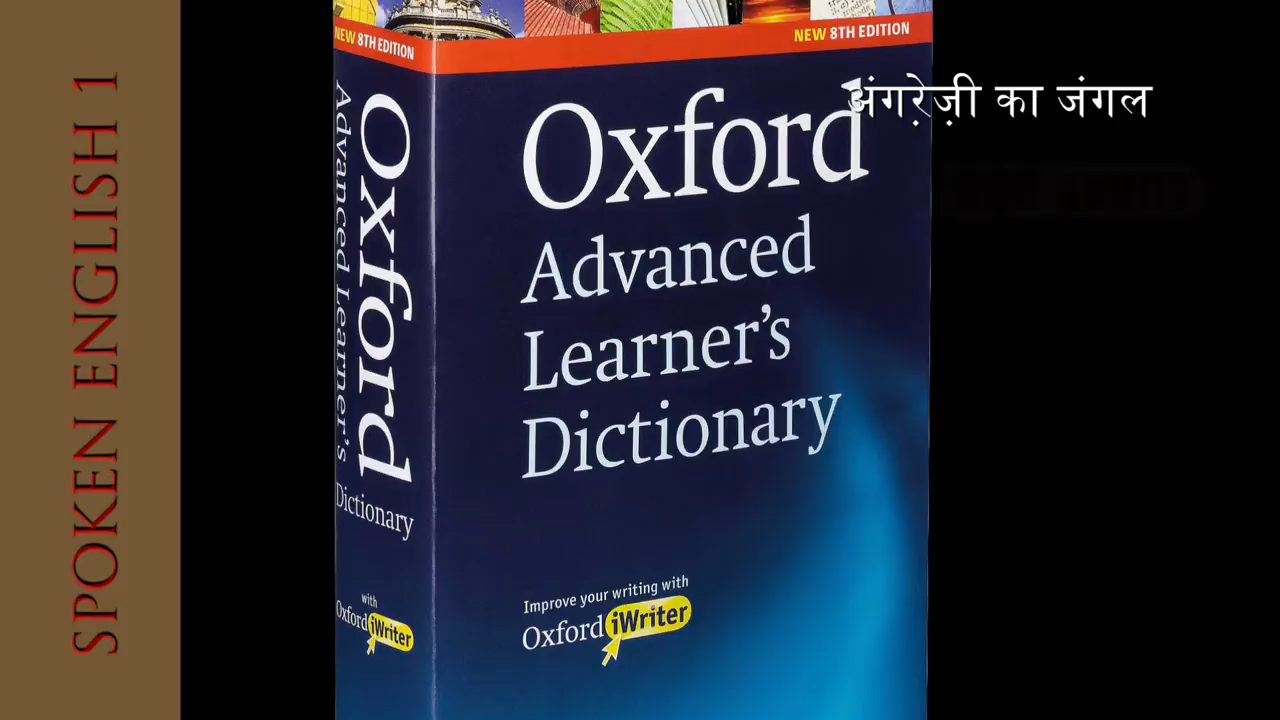 SPOKEN ENGLISH 1
NEW 8TH EDITION
Oxford
Advanced Learner's
Dictionary
with
Oxford iWriter
NEW 8TH EDITION
Oxford
Advanced
Learner's
Dictionary
Improve your writing with
Oxford iWriter
अंगऱेज़ी का जंगल